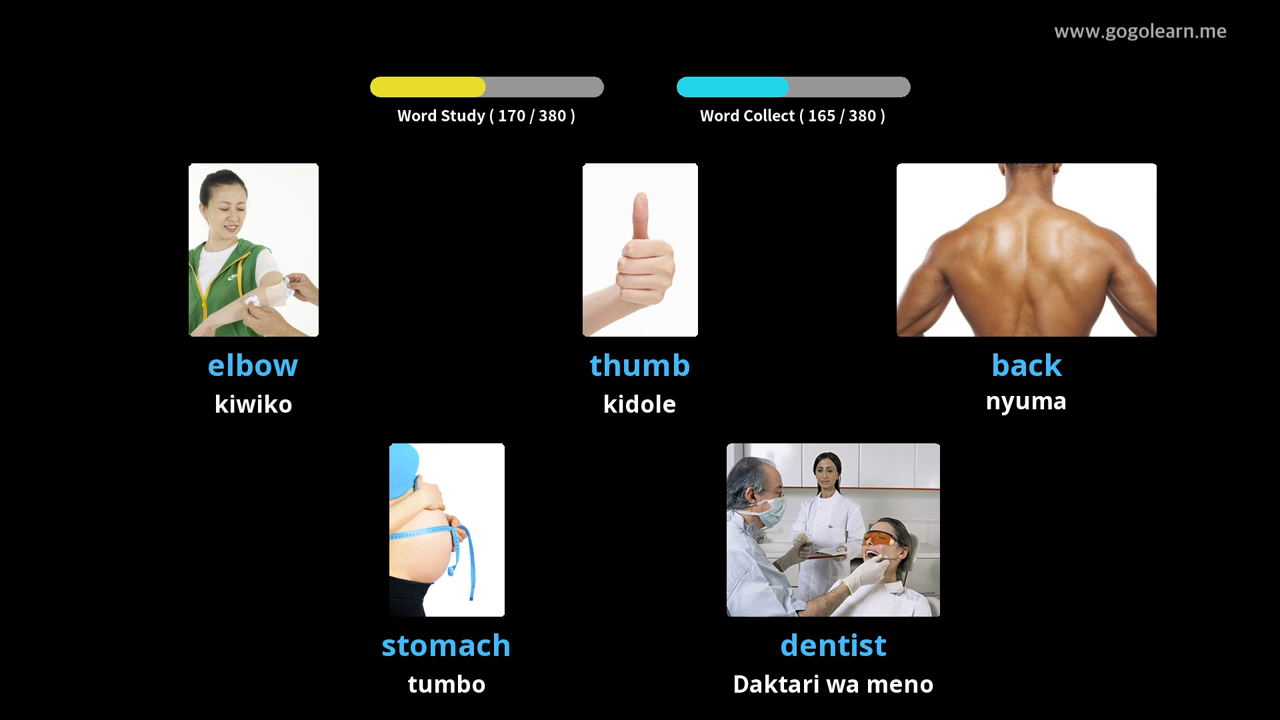 www.gogolearn.me
Word Study ( 170 / 380 )
Word Collect ( 165 / 380 )
elbow
thumb
back
kiwiko
kidole
nyuma
stomach
dentist
tumbo
Daktari wa meno